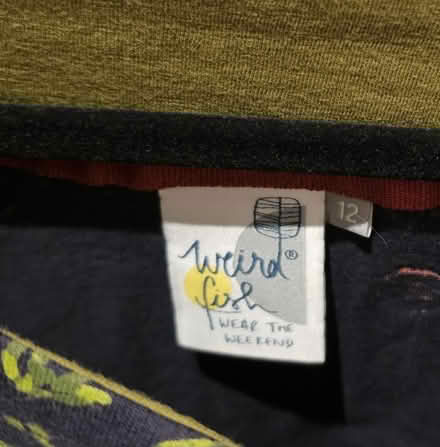 weird®
fish
WEAR THE
WEEKEND
12